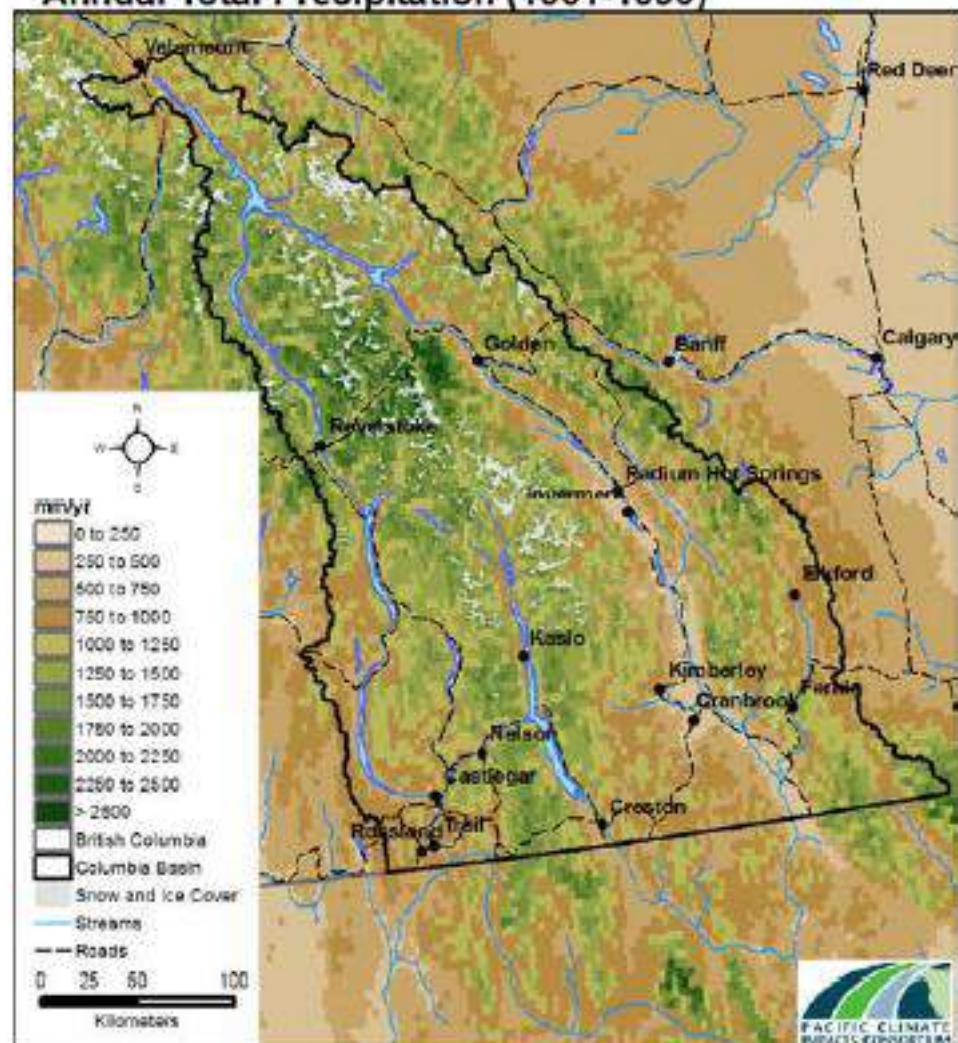 Annual Total Precipitation (1961-1990)
Valemount
Red Deer
Golden
Banff
Calgary
Revelstoke
Radium Hot Springs
Invermere
Elkford
Kaslo
Kimberley
Cranbrook
Fernie
Nelson
Castlegar
Creston
Rossland
Trail
N
W
E
S
mm/yr
0 to 250
250 to 500
500 to 750
750 to 1000
1000 to 1250
1250 to 1500
1500 to 1750
1750 to 2000
2000 to 2250
2250 to 2500
> 2500
British Columbia
Columbia Basin
Snow and Ice Cover
Streams
Roads
0 25 50 100
Kilometers
PACIFIC CLIMATE
IMPACTS CONSORTIUM